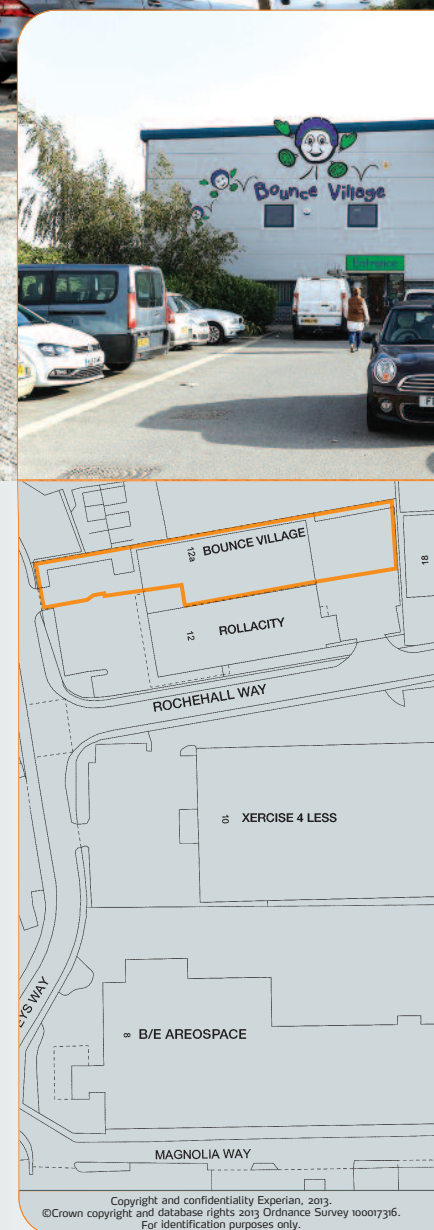 Bounce Village
Entrance
12a
BOUNCE VILLAGE
18
12
ROLLACITY
ROCHEHALL WAY
10
XERCISE 4 LESS
EYS WAY
8
B/E AREOSPACE
MAGNOLIA WAY
Copyright and confidentiality Experian, 2013.
©Crown copyright and database rights 2013 Ordnance Survey 100017316.
For identification purposes only.